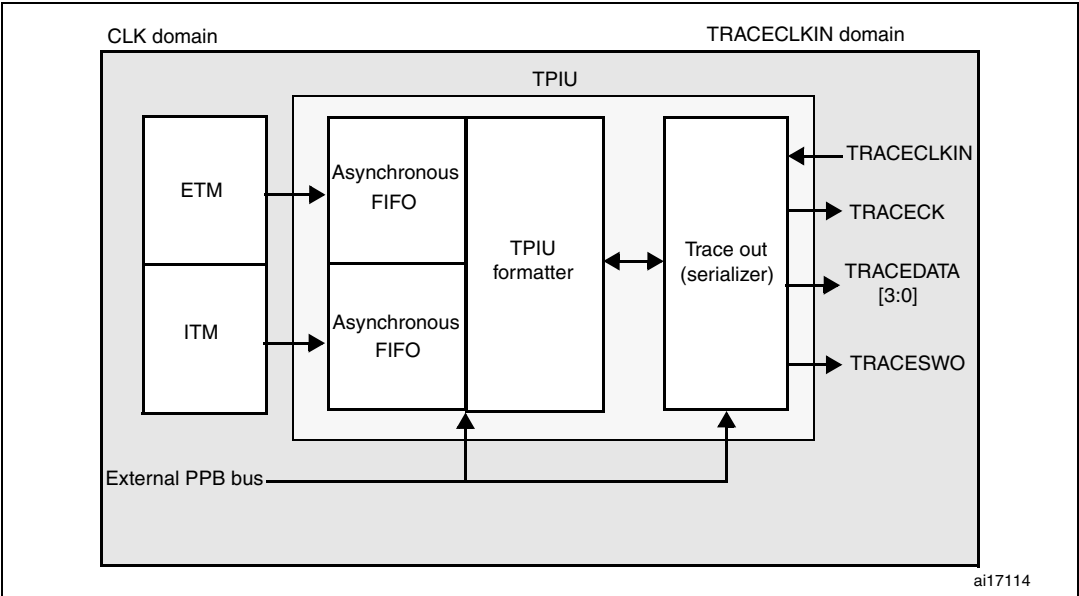 CLK domain
TRACECLKIN domain
TPIU
ETM
ITM
Asynchronous
FIFO
Asynchronous
FIFO
TPIU
formatter
Trace out
(serializer)
TRACECLKIN
TRACECK
TRACEDATA
[3:0]
TRACESWO
External PPB bus
ai17114